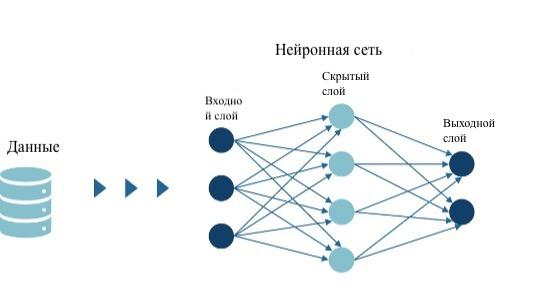 Нейронная сеть
Скрытый
слой
Входно
й слой
Выходной
слой
Данные